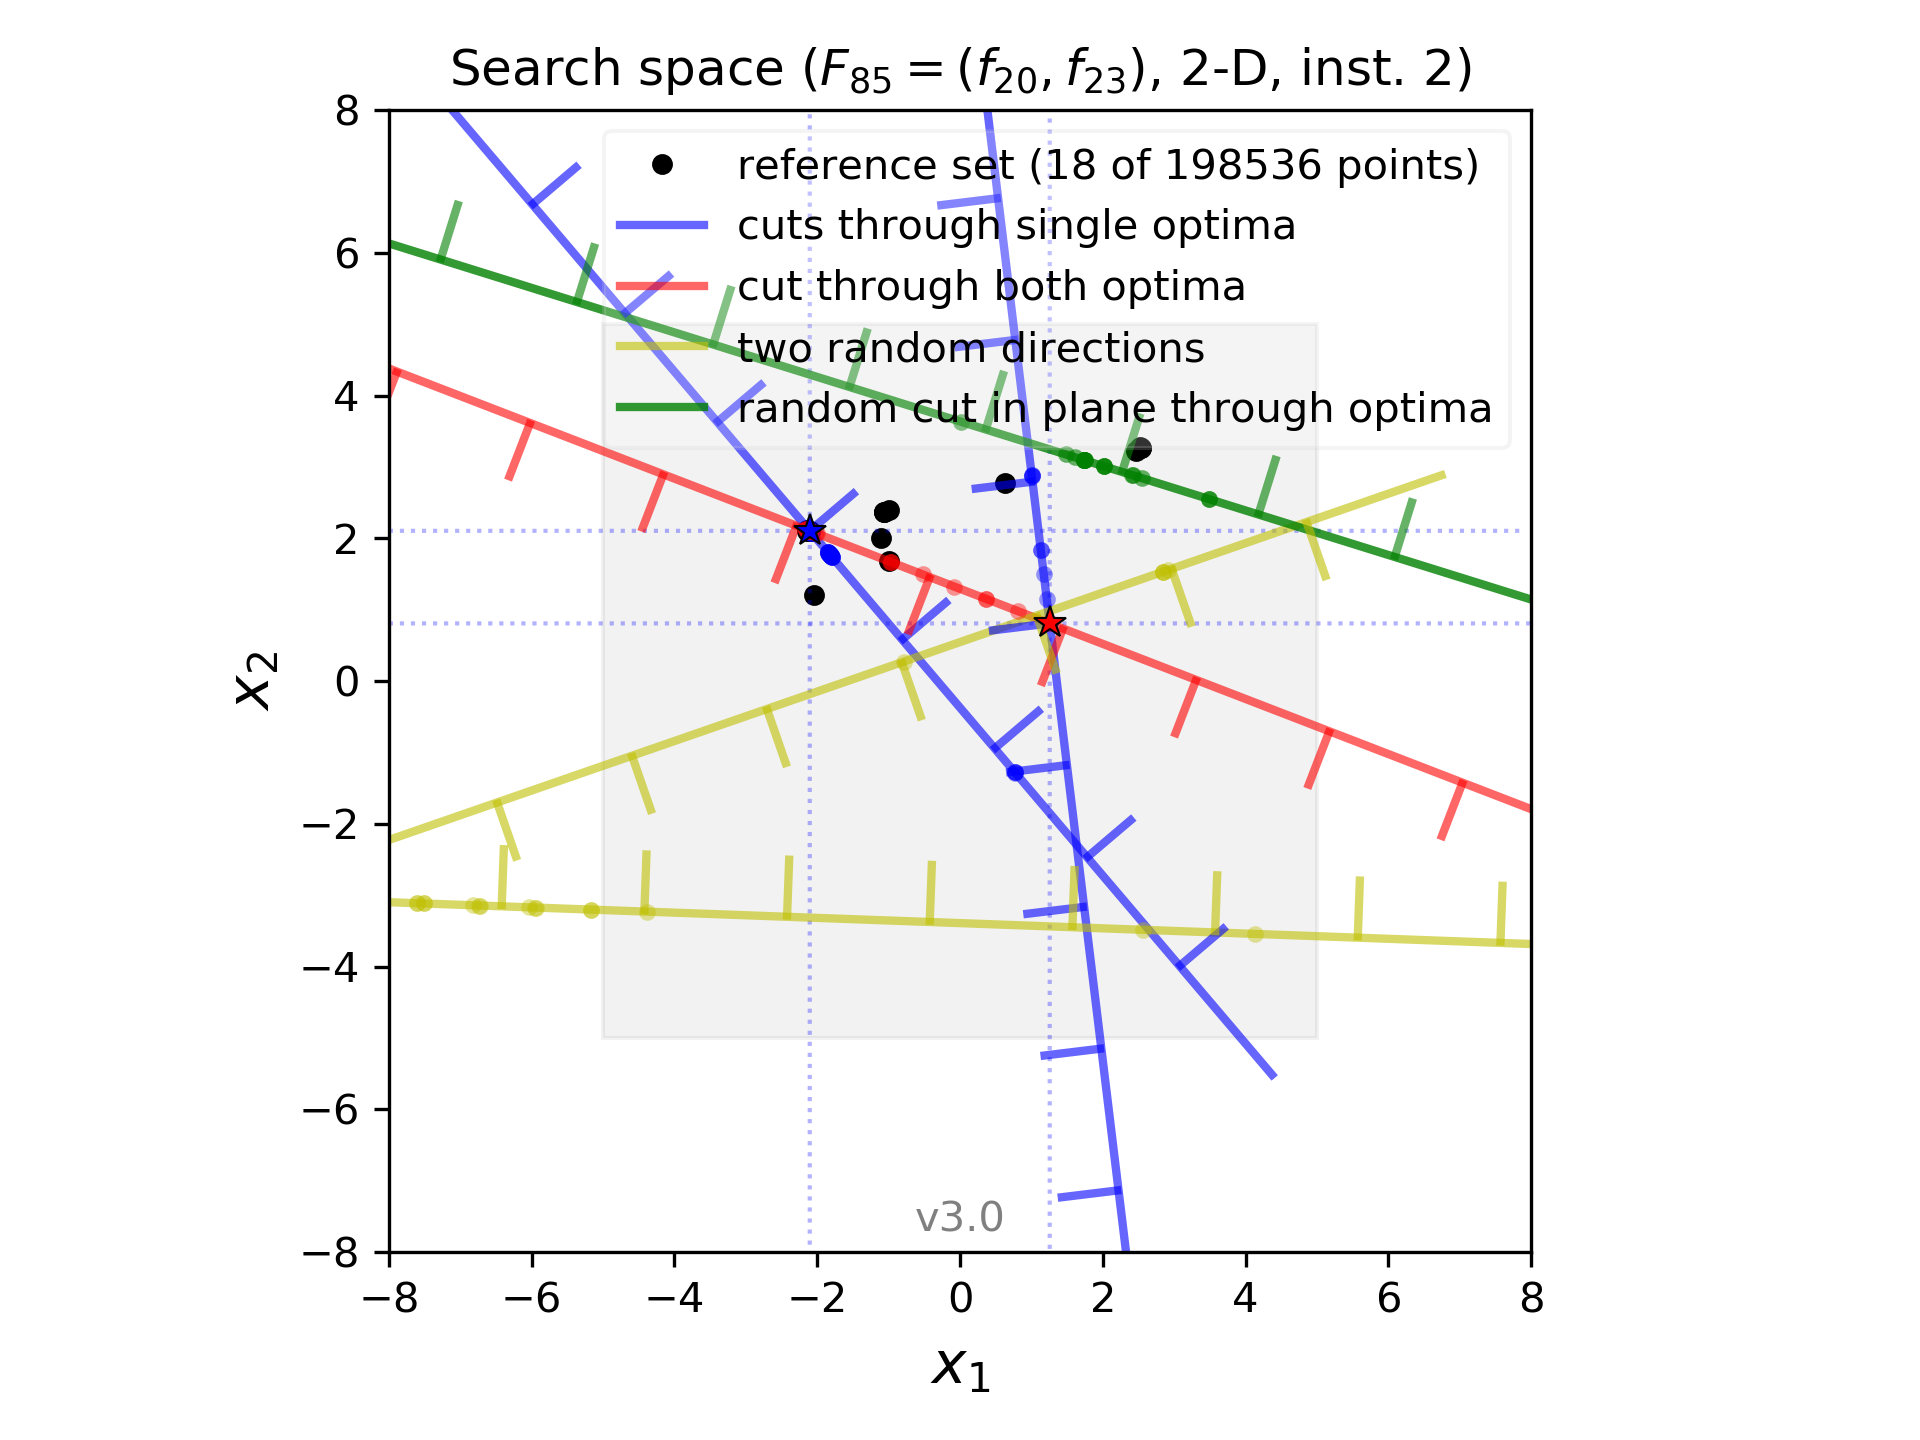 Search space (F85 = (f20, f23), 2-D, inst. 2)
reference set (18 of 198536 points)
cuts through single optima
cut through both optima
two random directions
random cut in plane through optima
8
6
4
2
0
−2
−4
−6
−8
x2
v3.0
−8 −6 −4 −2 0 2 4 6 8
x1